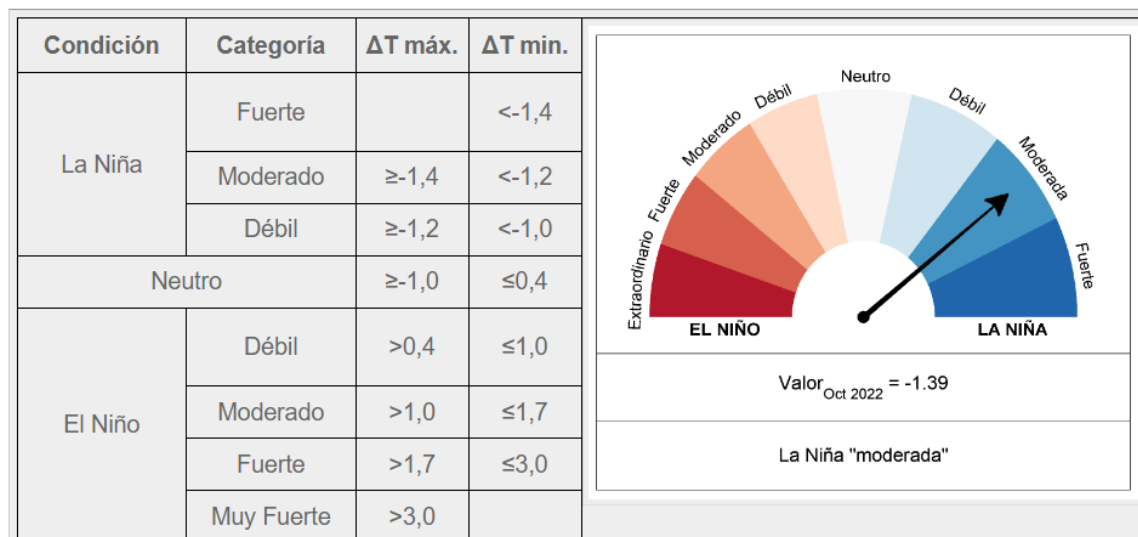 Condición Categoría ΔT máx. ΔT min.
La Niña
Fuerte <-1,4
Moderado ≥-1,4 <-1,2
Débil ≥-1,2 <-1,0
Neutro ≥-1,0 ≤0,4
El Niño
Débil >0,4 ≤1,0
Moderado >1,0 ≤1,7
Fuerte >1,7 ≤3,0
Muy Fuerte >3,0
Extraordinario
Fuerte
Moderado
Débil
Neutro
Débil
Moderada
Fuerte
EL NIÑO
LA NIÑA
Valor Oct 2022 = -1.39
La Niña "moderada"